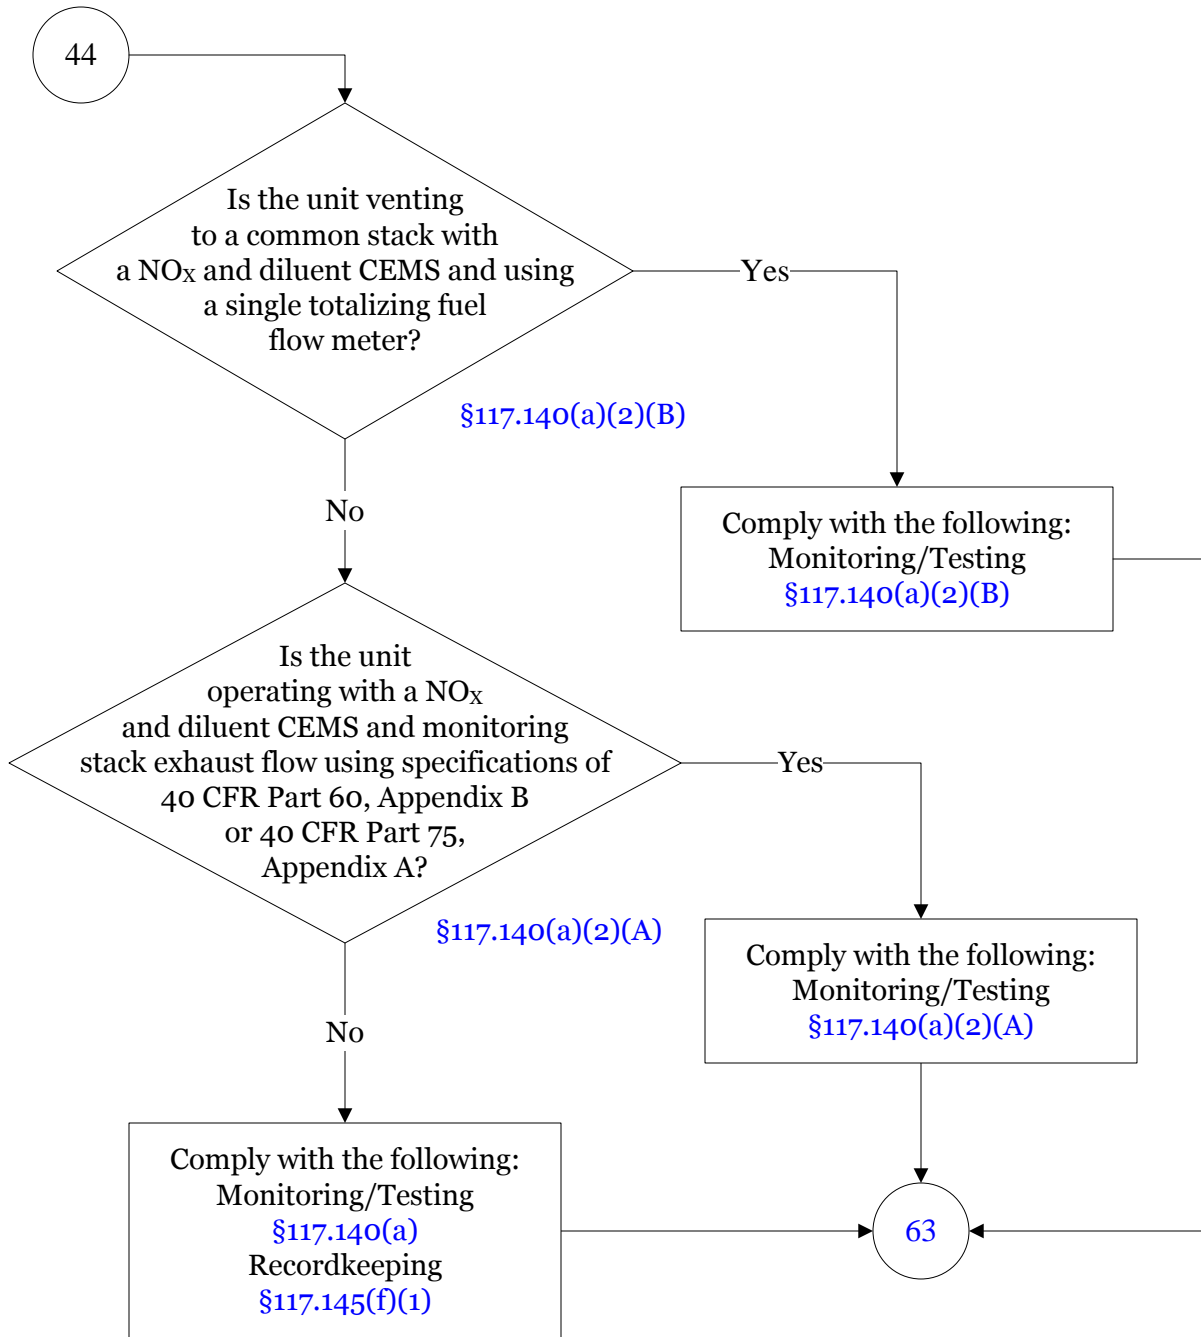 44
Is the unit venting
to a common stack with
a NOx and diluent CEMS and using
a single totalizing fuel
flow meter?
Yes
§117.140(a)(2)(B)
No
Comply with the following:
Monitoring/Testing
§117.140(a)(2)(B)
Is the unit
operating with a NOx
and diluent CEMS and monitoring
stack exhaust flow using specifications of
40 CFR Part 60, Appendix B
or 40 CFR Part 75,
Appendix A?
Yes
§117.140(a)(2)(A)
No
Comply with the following:
Monitoring/Testing
§117.140(a)(2)(A)
Comply with the following:
Monitoring/Testing
§117.140(a)
Recordkeeping
§117.145(f)(1)
63